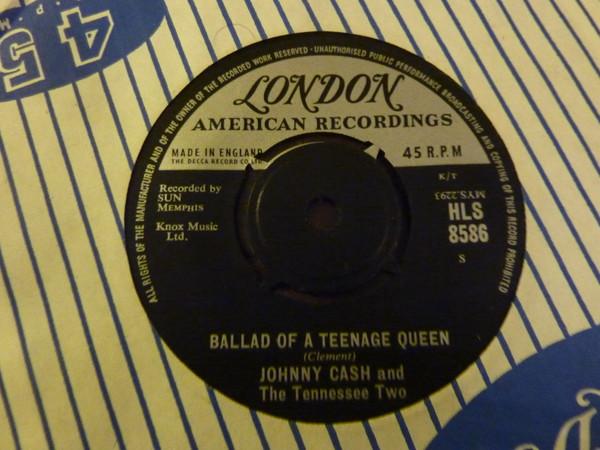 45
ALL RIGHTS OF THE MANUFACTURER AND OF THE OWNER OF THE RECORDED WORK RESERVED · UNAUTHORISED PUBLIC PERFORMANCE BROADCASTING AND COPYING OF THIS RECORD PROHIBITED
LONDON
AMERICAN RECORDINGS
MADE IN ENGLAND
THE DECCA RECORD CO LTD
45 R.P.M
Recorded by
SUN
MEMPHIS
Knox Music
Ltd.
K/T
MYS.2293
HLS
8586
S
BALLAD OF A TEENAGE QUEEN
(Clement)
JOHNNY CASH and
The Tennessee Two